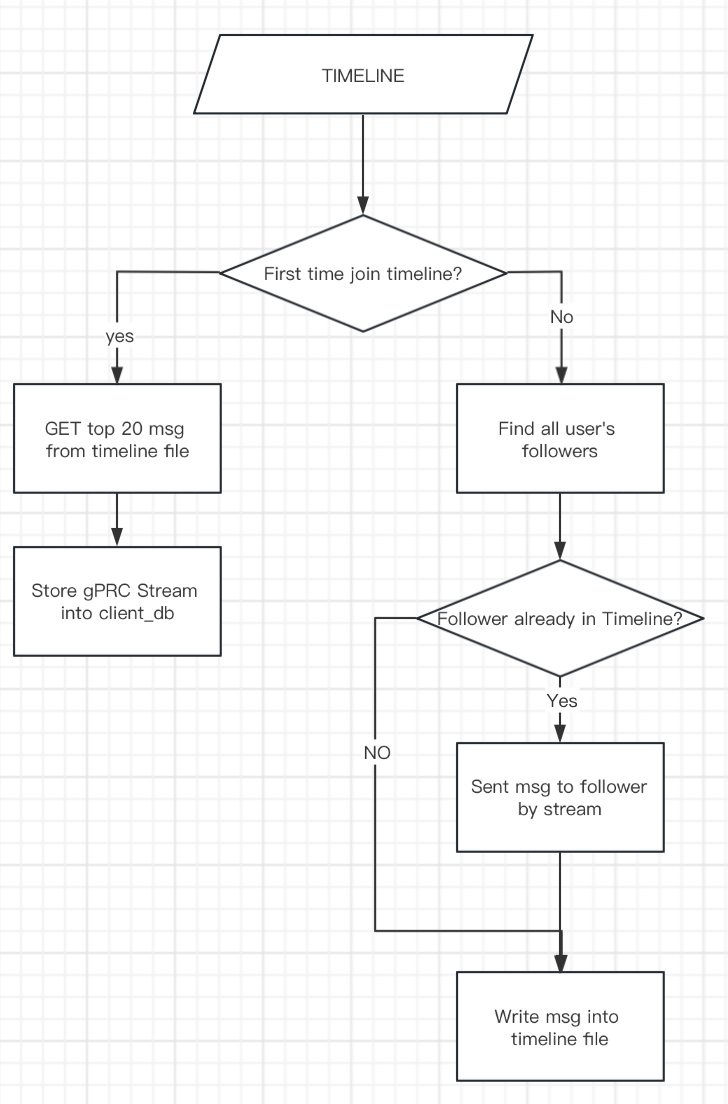 TIMELINE
First time join timeline?
yes
No
GET top 20 msg
from timeline file
Find all user's
followers
Store gPRC Stream
into client_db
Follower already in Timeline?
Yes
NO
Sent msg to follower
by stream
Write msg into
timeline file